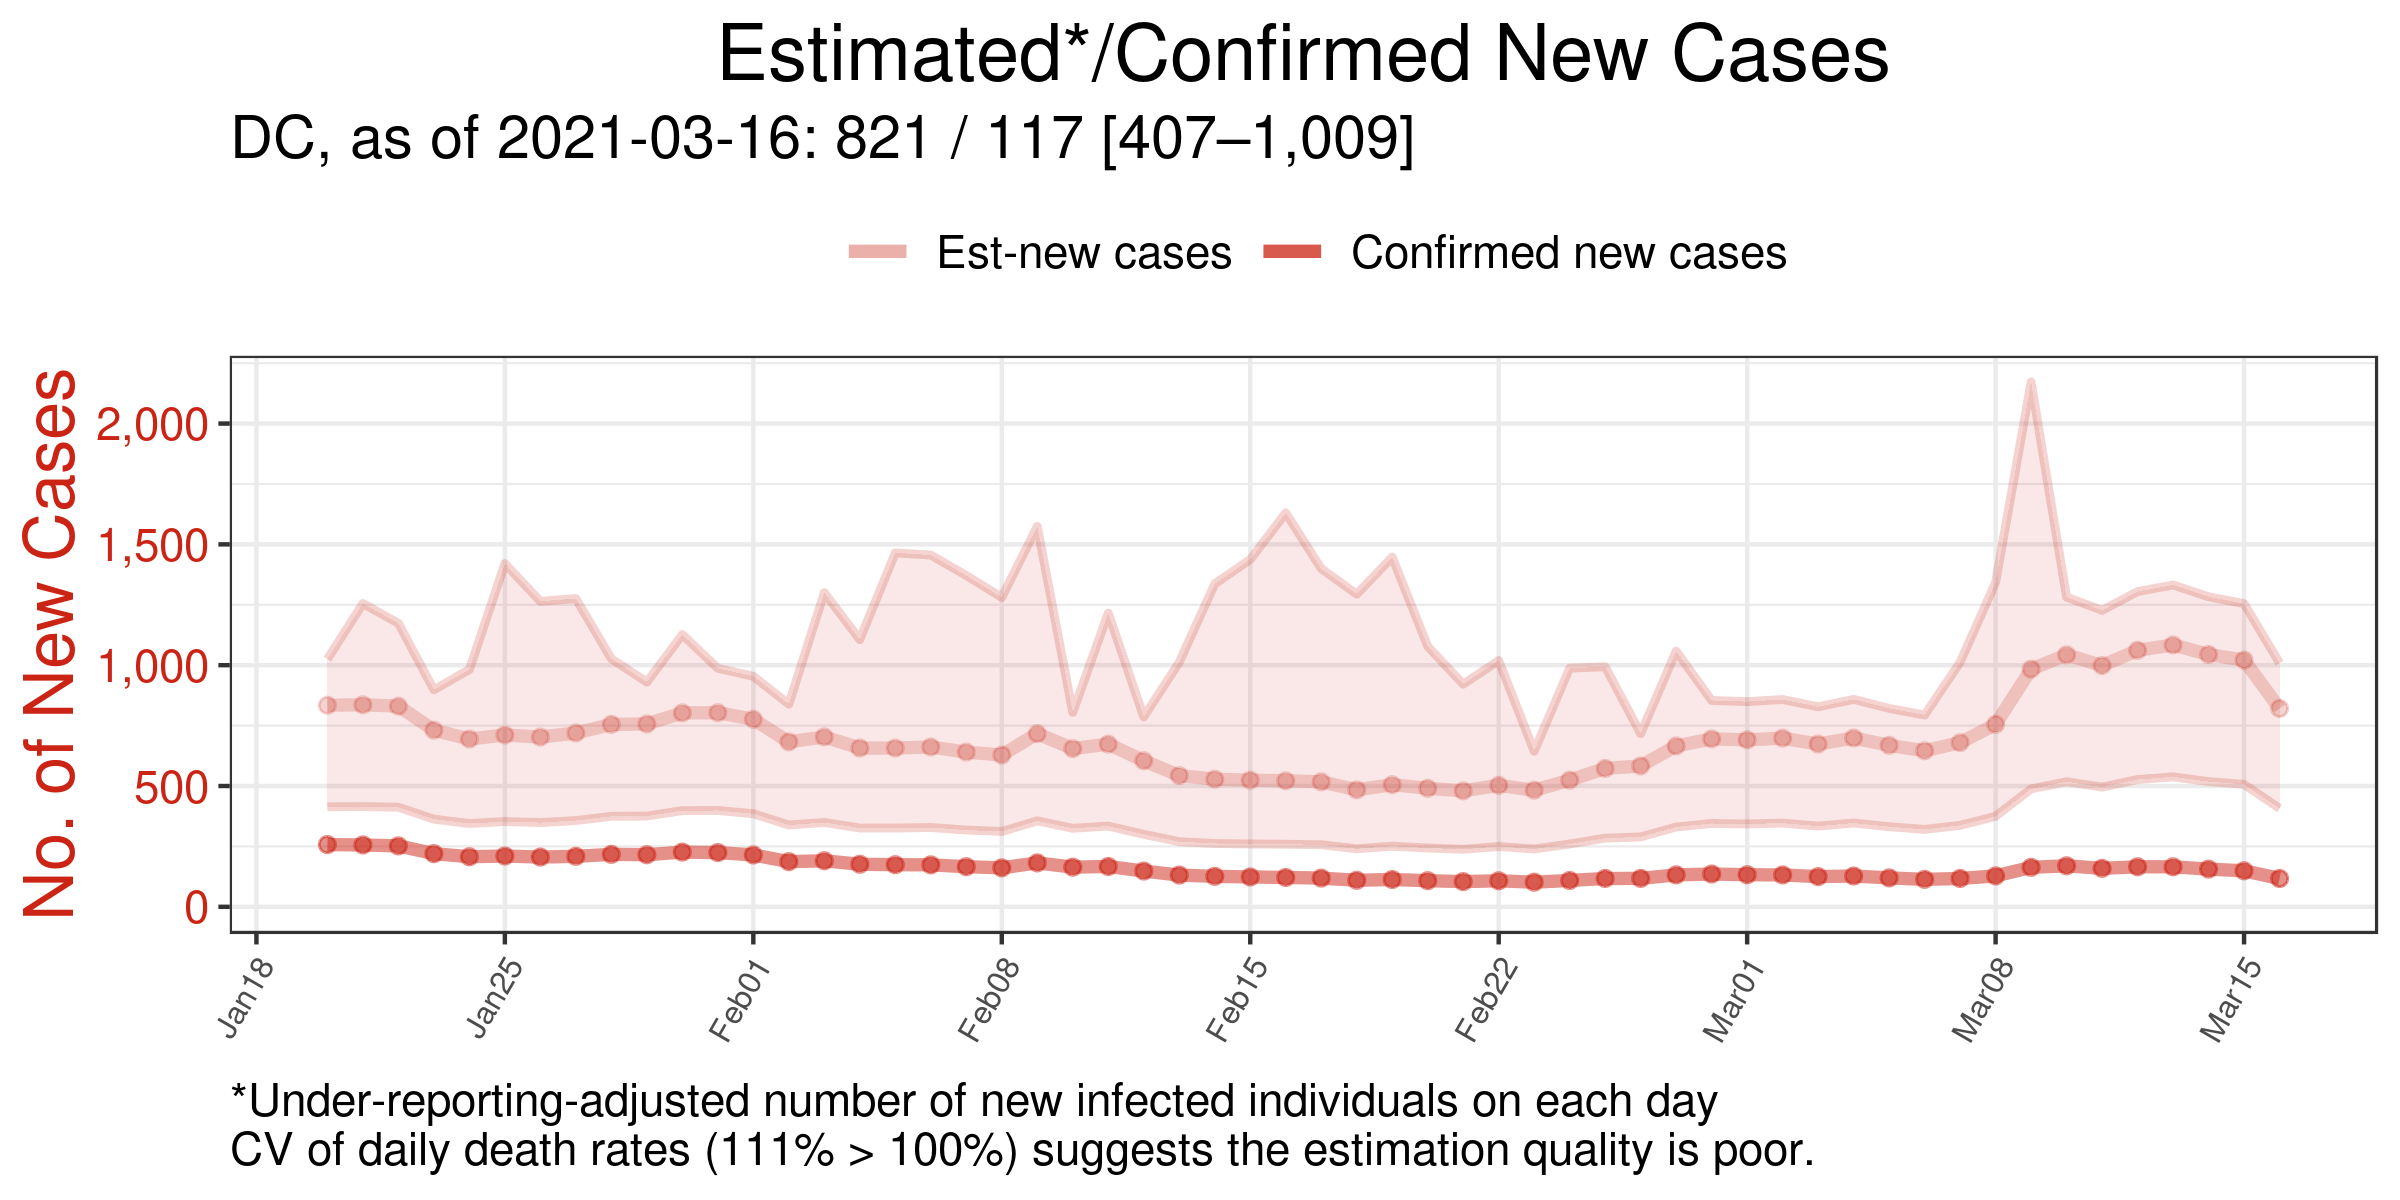 Estimated*/Confirmed New Cases
DC, as of 2021-03-16: 821 / 117 [407–1,009]
Est-new cases
Confirmed new cases
No. of New Cases
2,000
1,500
1,000
500
0
Jan18
Jan25
Feb01
Feb08
Feb15
Feb22
Mar01
Mar08
Mar15
*Under-reporting-adjusted number of new infected individuals on each day
CV of daily death rates (111% > 100%) suggests the estimation quality is poor.